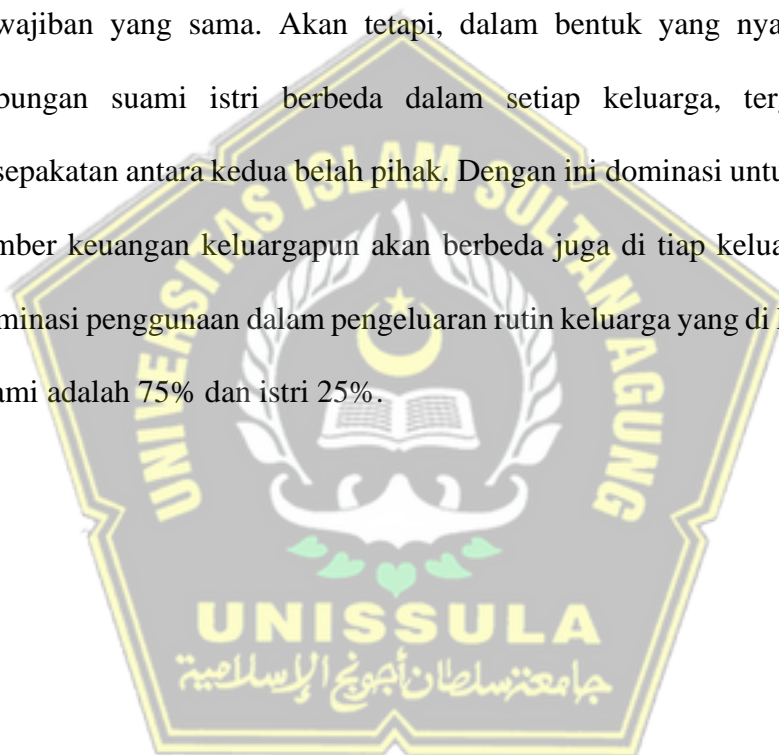 wajiban yang sama. Akan tetapi, dalam bentuk yang nya
bungan suami istri berbeda dalam setiap keluarga, terg
sepakatan antara kedua belah pihak. Dengan ini dominasi untu
mber keuangan keluargapun akan berbeda juga di tiap kelua
minasi penggunaan dalam pengeluaran rutin keluarga yang di
ami adalah 75% dan istri 25%.
UNIVERSITAS ISLAM SULTAN AGUNG
UNISSULA
جامعة سلطان أجونج الإسلامية